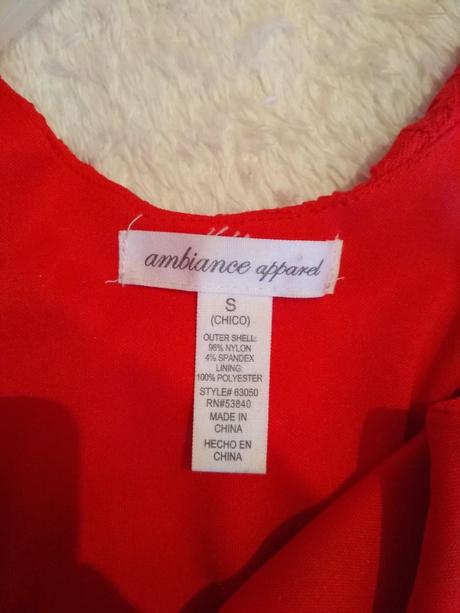 ambiance apparel
S
(CHICO)
OUTER SHELL:
96% NYLON
4% SPANDEX
LINING:
100% POLYESTER
STYLE# 63050
RN#53840
MADE IN
CHINA
HECHO EN
CHINA